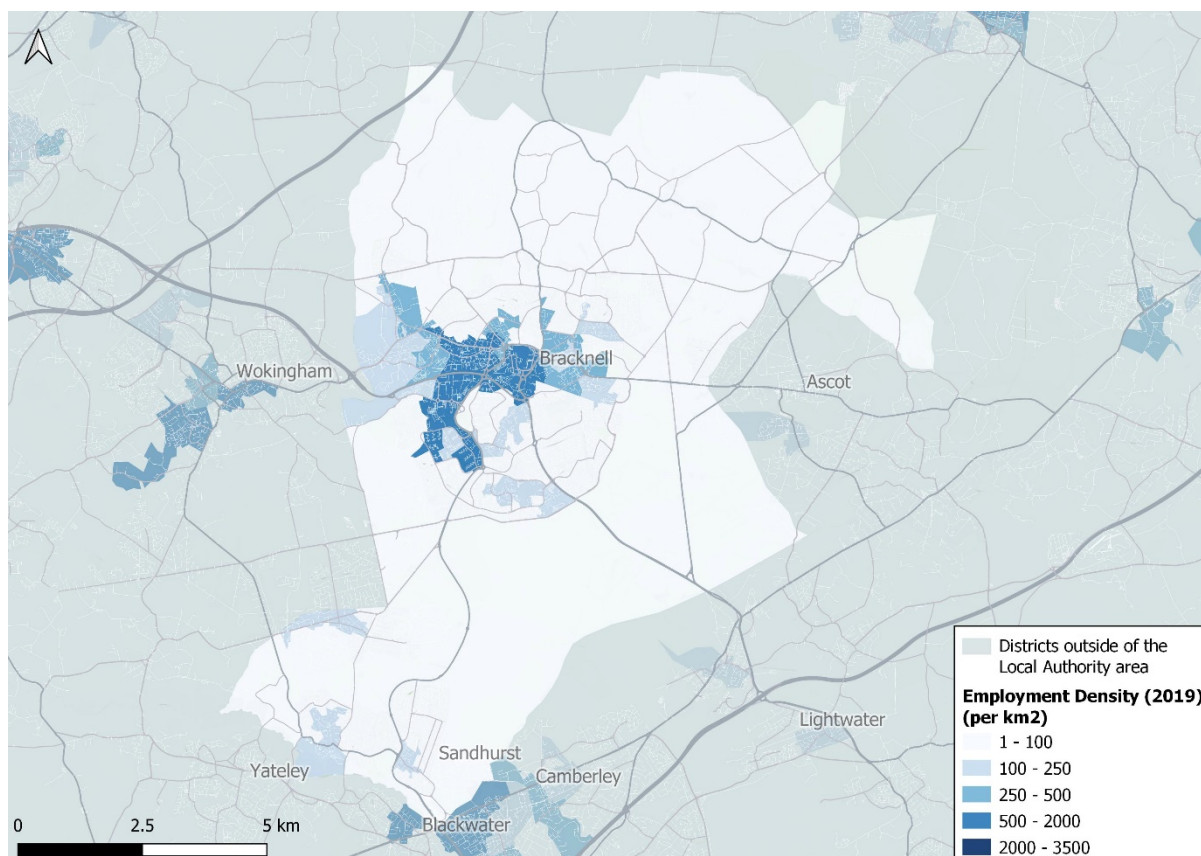 Bracknell
Wokingham
Ascot
Lightwater
Sandhurst
Yateley
Camberley
Blackwater
0 2.5 5 km
Districts outside of the
Local Authority area
Employment Density (2019)
(per km2)
1 - 100
100 - 250
250 - 500
500 - 2000
2000 - 3500